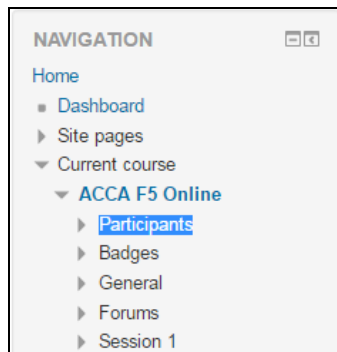 NAVIGATION
Home
Dashboard
Site pages
Current course
ACCA F5 Online
Participants
Badges
General
Forums
Session 1